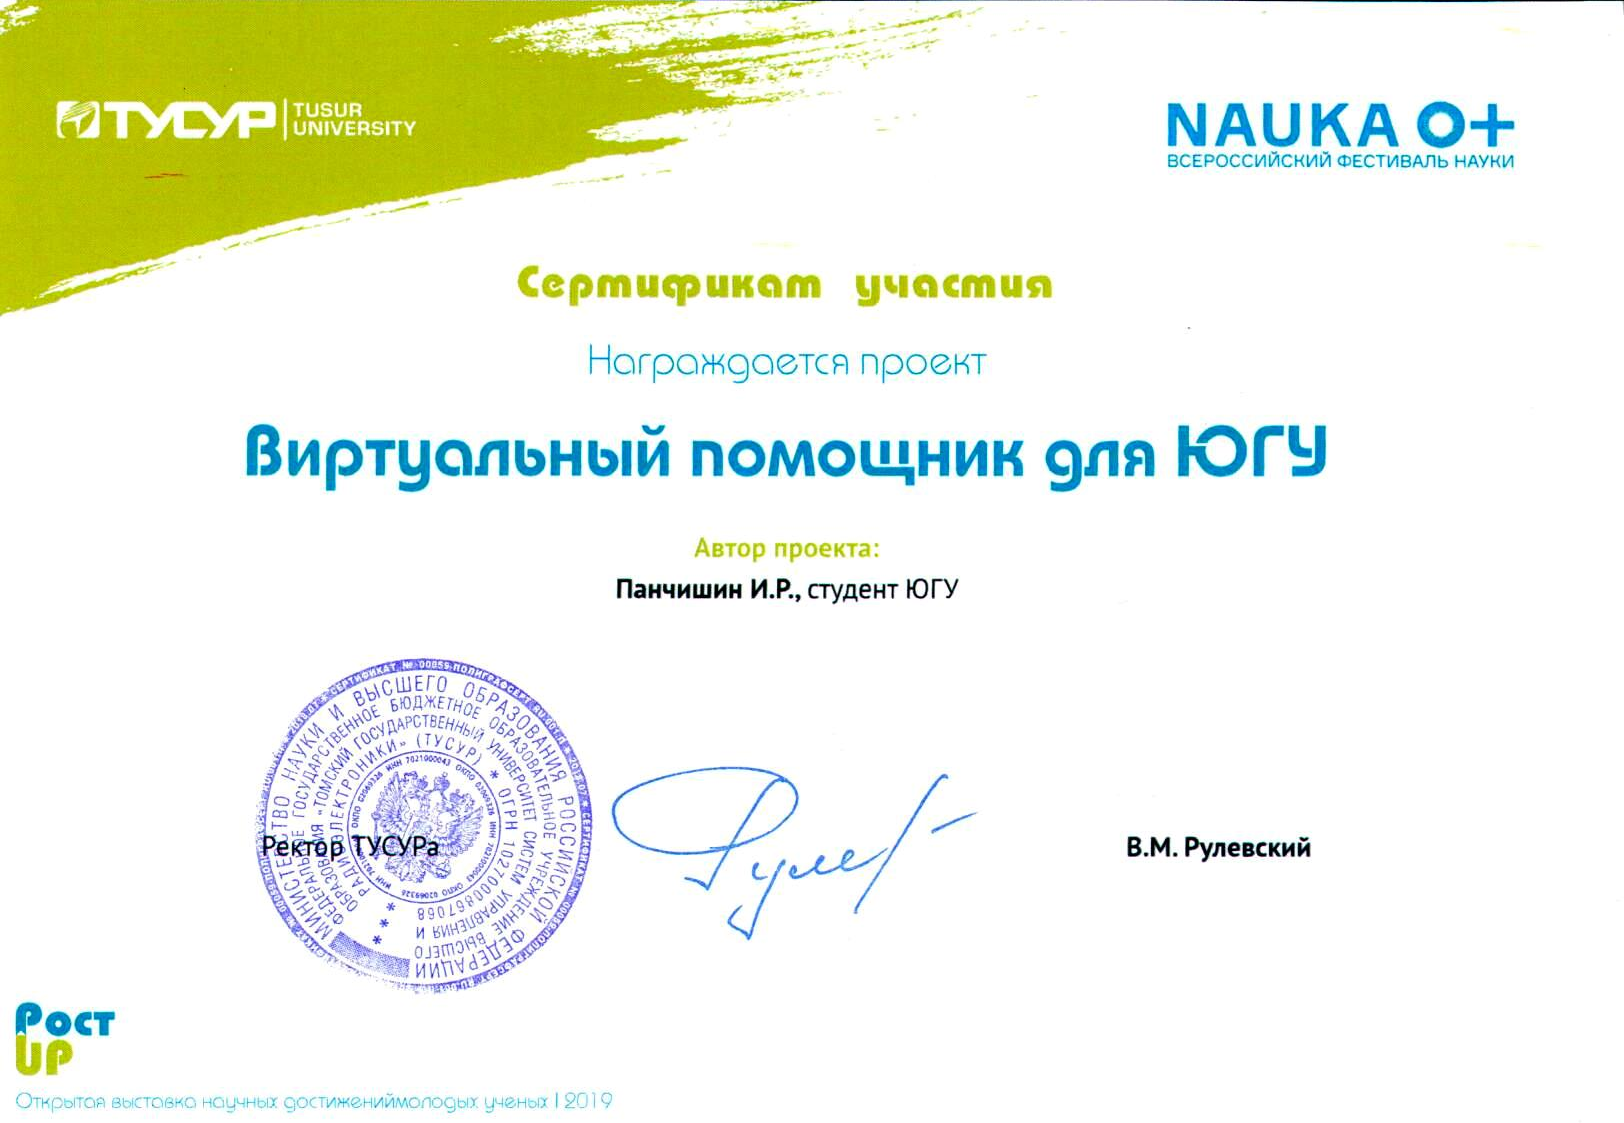 ТУСУР
TUSUR
UNIVERSITY
NAUKA 0+
ВСЕРОССИЙСКИЙ ФЕСТИВАЛЬ НАУКИ
Сертификат участия
Награждается проект
Виртуальный помощник для ЮГУ
Автор проекта:
Панчишин И.Р., студент ЮГУ
МИНИСТЕРСТВО НАУКИ И ВЫСШЕГО ОБРАЗОВАНИЯ РОССИЙСКОЙ ФЕДЕРАЦИИ
ФЕДЕРАЛЬНОЕ ГОСУДАРСТВЕННОЕ БЮДЖЕТНОЕ ОБРАЗОВАТЕЛЬНОЕ УЧРЕЖДЕНИЕ ВЫСШЕГО
ОБРАЗОВАНИЯ «ТОМСКИЙ ГОСУДАРСТВЕННЫЙ УНИВЕРСИТЕТ СИСТЕМ УПРАВЛЕНИЯ И
РАДИОЭЛЕКТРОНИКИ» (ТУСУР) * ОГРН 1027000867068
ИНН 7021000043 ОКПО 02069326
Ректор ТУСУРа
В.М. Рулевский
Рост
UP
Открытая выставка научных достижениймолодых ученых | 2019